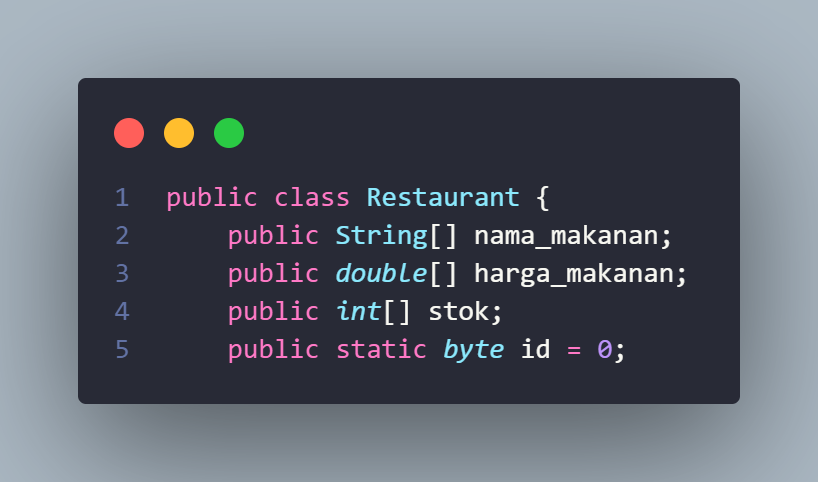 1 public class Restaurant {
2 public String[] nama_makanan;
3 public double[] harga_makanan;
4 public int[] stok;
5 public static byte id = 0;